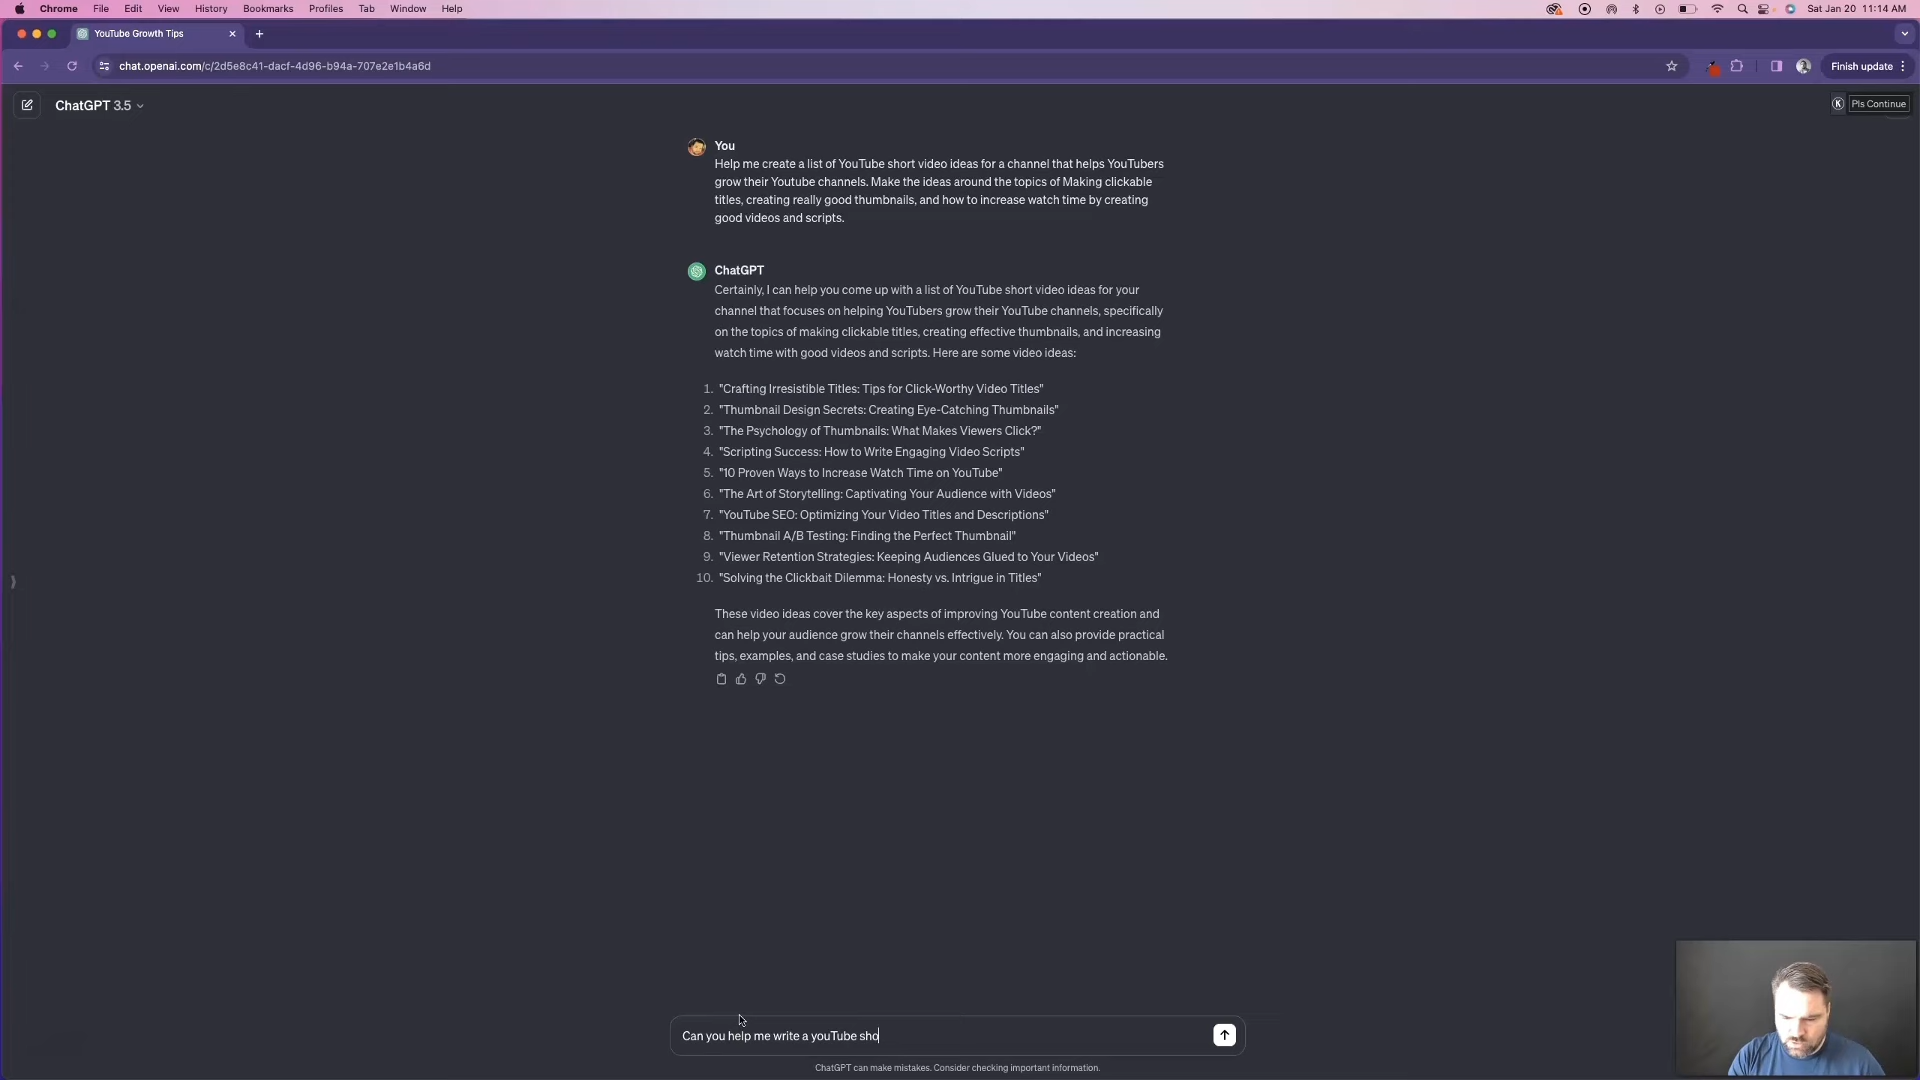 Chrome File Edit View History Bookmarks Profiles Tab Window Help Sat Jan 20 11:14 AM
YouTube Growth Tips
chat.openai.com/c/2d5e8c41-dacf-4d96-b94a-707e2e1b4a6d Finish update
ChatGPT 3.5 K Pls Continue
You
Help me create a list of YouTube short video ideas for a channel that helps YouTubers
grow their Youtube channels. Make the ideas around the topics of Making clickable
titles, creating really good thumbnails, and how to increase watch time by creating
good videos and scripts.
ChatGPT
Certainly, I can help you come up with a list of YouTube short video ideas for your
channel that focuses on helping YouTubers grow their YouTube channels, specifically
on the topics of making clickable titles, creating effective thumbnails, and increasing
watch time with good videos and scripts. Here are some video ideas:
1. "Crafting Irresistible Titles: Tips for Click-Worthy Video Titles"
2. "Thumbnail Design Secrets: Creating Eye-Catching Thumbnails"
3. "The Psychology of Thumbnails: What Makes Viewers Click?"
4. "Scripting Success: How to Write Engaging Video Scripts"
5. "10 Proven Ways to Increase Watch Time on YouTube"
6. "The Art of Storytelling: Captivating Your Audience with Videos"
7. "YouTube SEO: Optimizing Your Video Titles and Descriptions"
8. "Thumbnail A/B Testing: Finding the Perfect Thumbnail"
9. "Viewer Retention Strategies: Keeping Audiences Glued to Your Videos"
10. "Solving the Clickbait Dilemma: Honesty vs. Intrigue in Titles"
These video ideas cover the key aspects of improving YouTube content creation and
can help your audience grow their channels effectively. You can also provide practical
tips, examples, and case studies to make your content more engaging and actionable.
Can you help me write a youTube sho
ChatGPT can make mistakes. Consider checking important information.